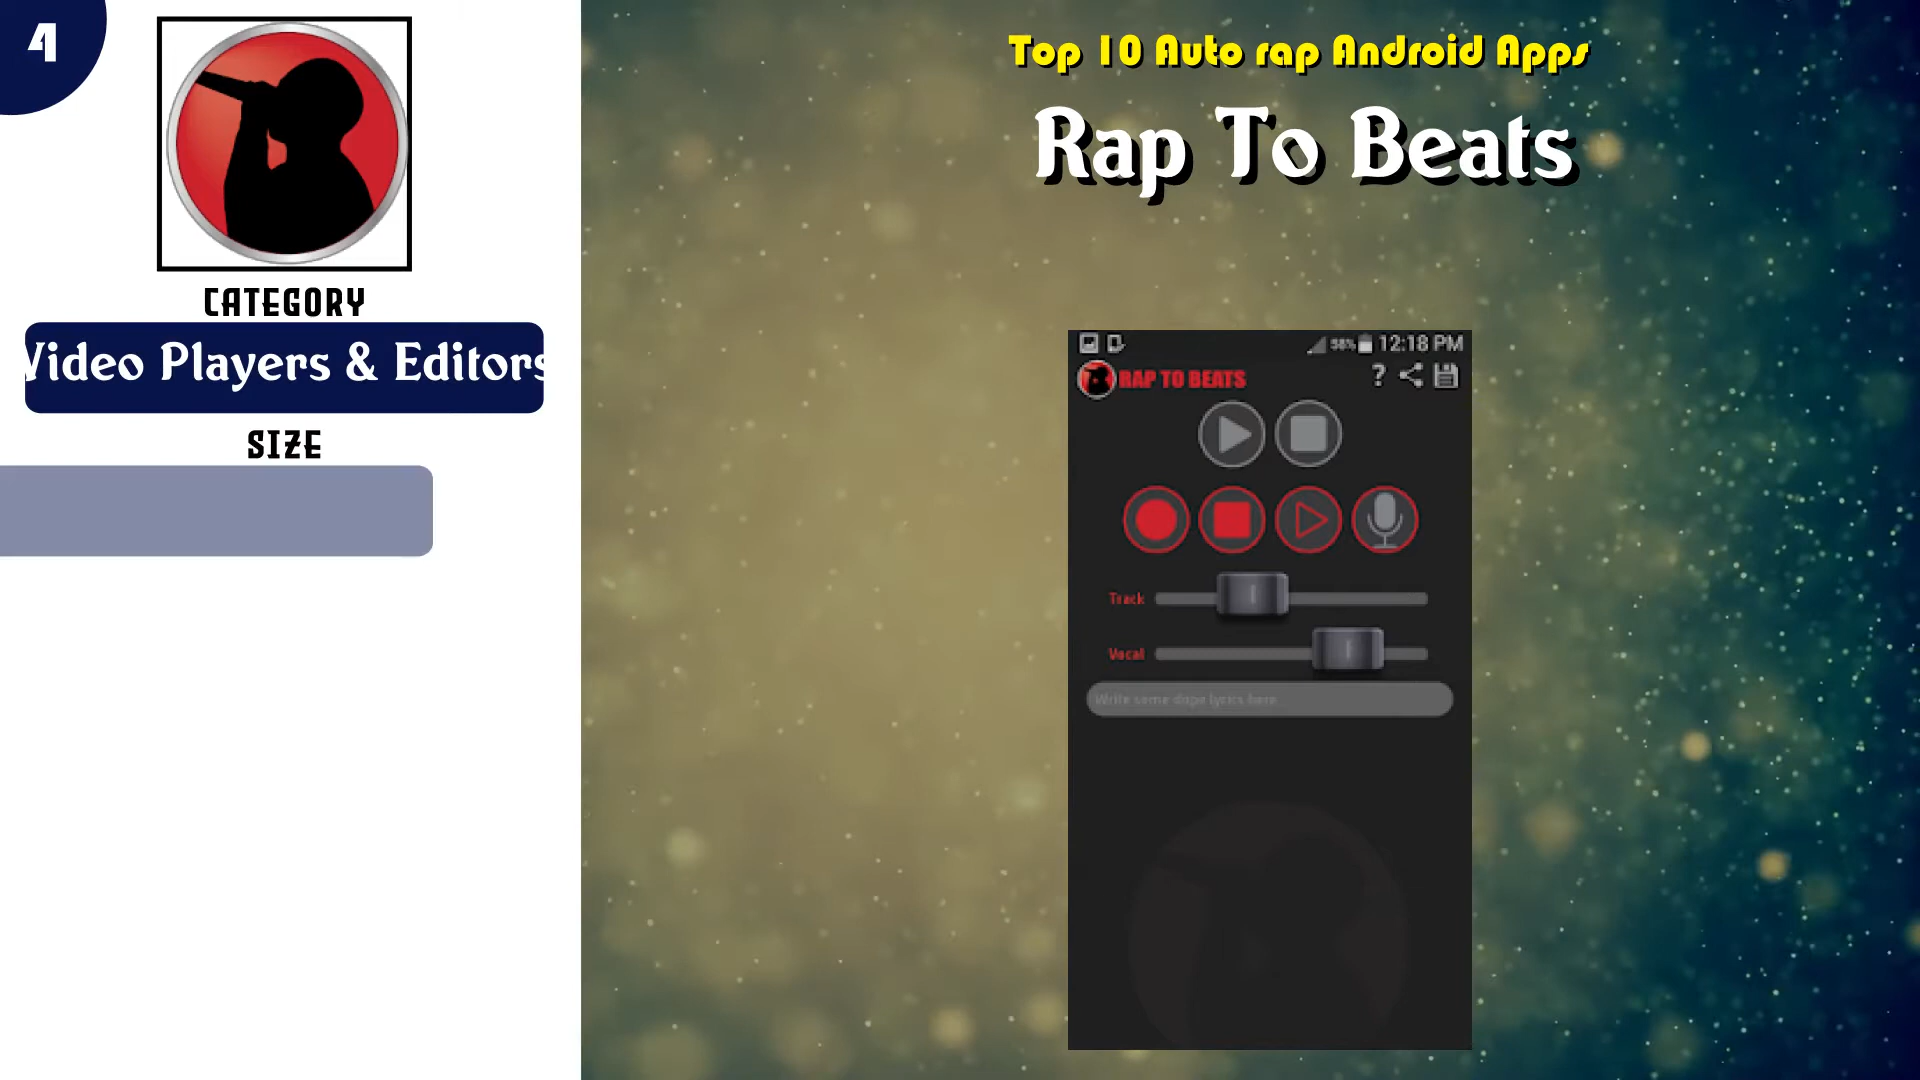 4
CATEGORY
Video Players & Editors
SIZE
Top 10 Auto rap Android Apps
Rap To Beats
58% 12:18 PM
RAP TO BEATS
?
Track
Vocal
Write some dope lyrics here...